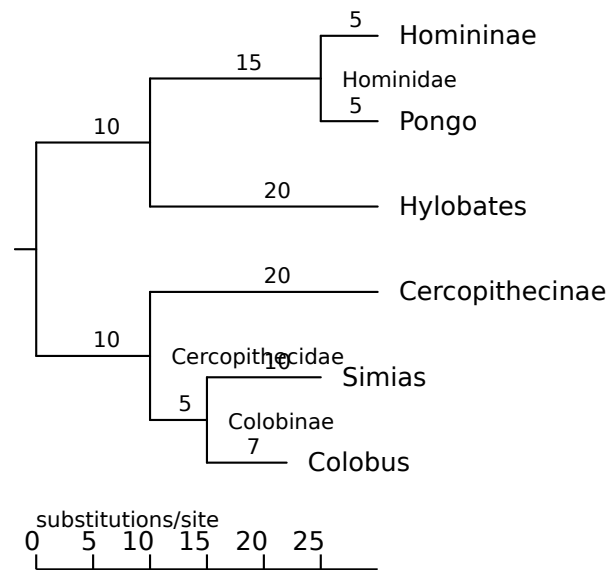 5
Homininae
15
Hominidae
5
Pongo
10
20
Hylobates
20
Cercopithecinae
10
Cercopithecidae
10
Simias
5
Colobinae
7
Colobus
substitutions/site
0 5 10 15 20 25